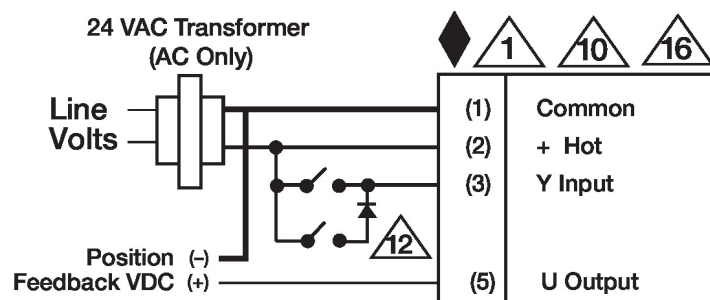 24 VAC Transformer
(AC Only)
1 10 16
Line
Volts
(1) Common
(2) + Hot
(3) Y Input
12
Position (–)
Feedback VDC (+)
(5) U Output